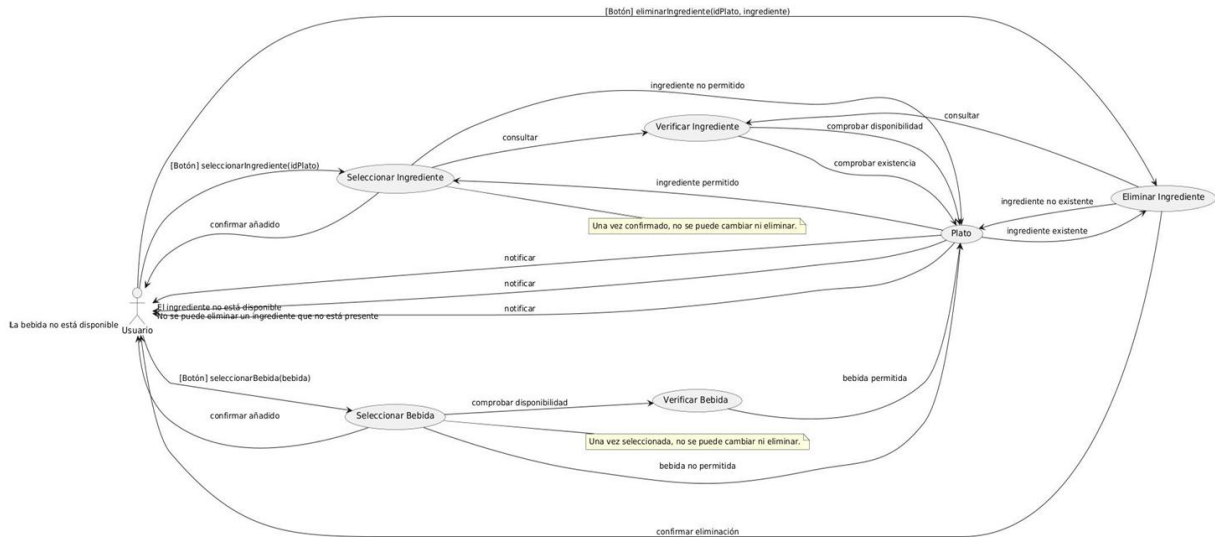 [Botón] eliminarIngrediente(idPlato, ingrediente)
ingrediente no permitido
consultar
Verificar Ingrediente
comprobar disponibilidad
consultar
comprobar existencia
[Botón] seleccionarIngrediente(idPlato)
Seleccionar Ingrediente
ingrediente permitido
Eliminar Ingrediente
ingrediente no existente
confirmar añadido
Una vez confirmado, no se puede cambiar ni eliminar.
Plato
ingrediente existente
notificar
notificar
notificar
El ingrediente no está disponible
No se puede eliminar un ingrediente que no está presente
La bebida no está disponible
Usuario
[Botón] seleccionarBebida(bebida)
bebida permitida
comprobar disponibilidad
Verificar Bebida
confirmar añadido
Seleccionar Bebida
Una vez seleccionada, no se puede cambiar ni eliminar.
bebida no permitida
confirmar eliminación